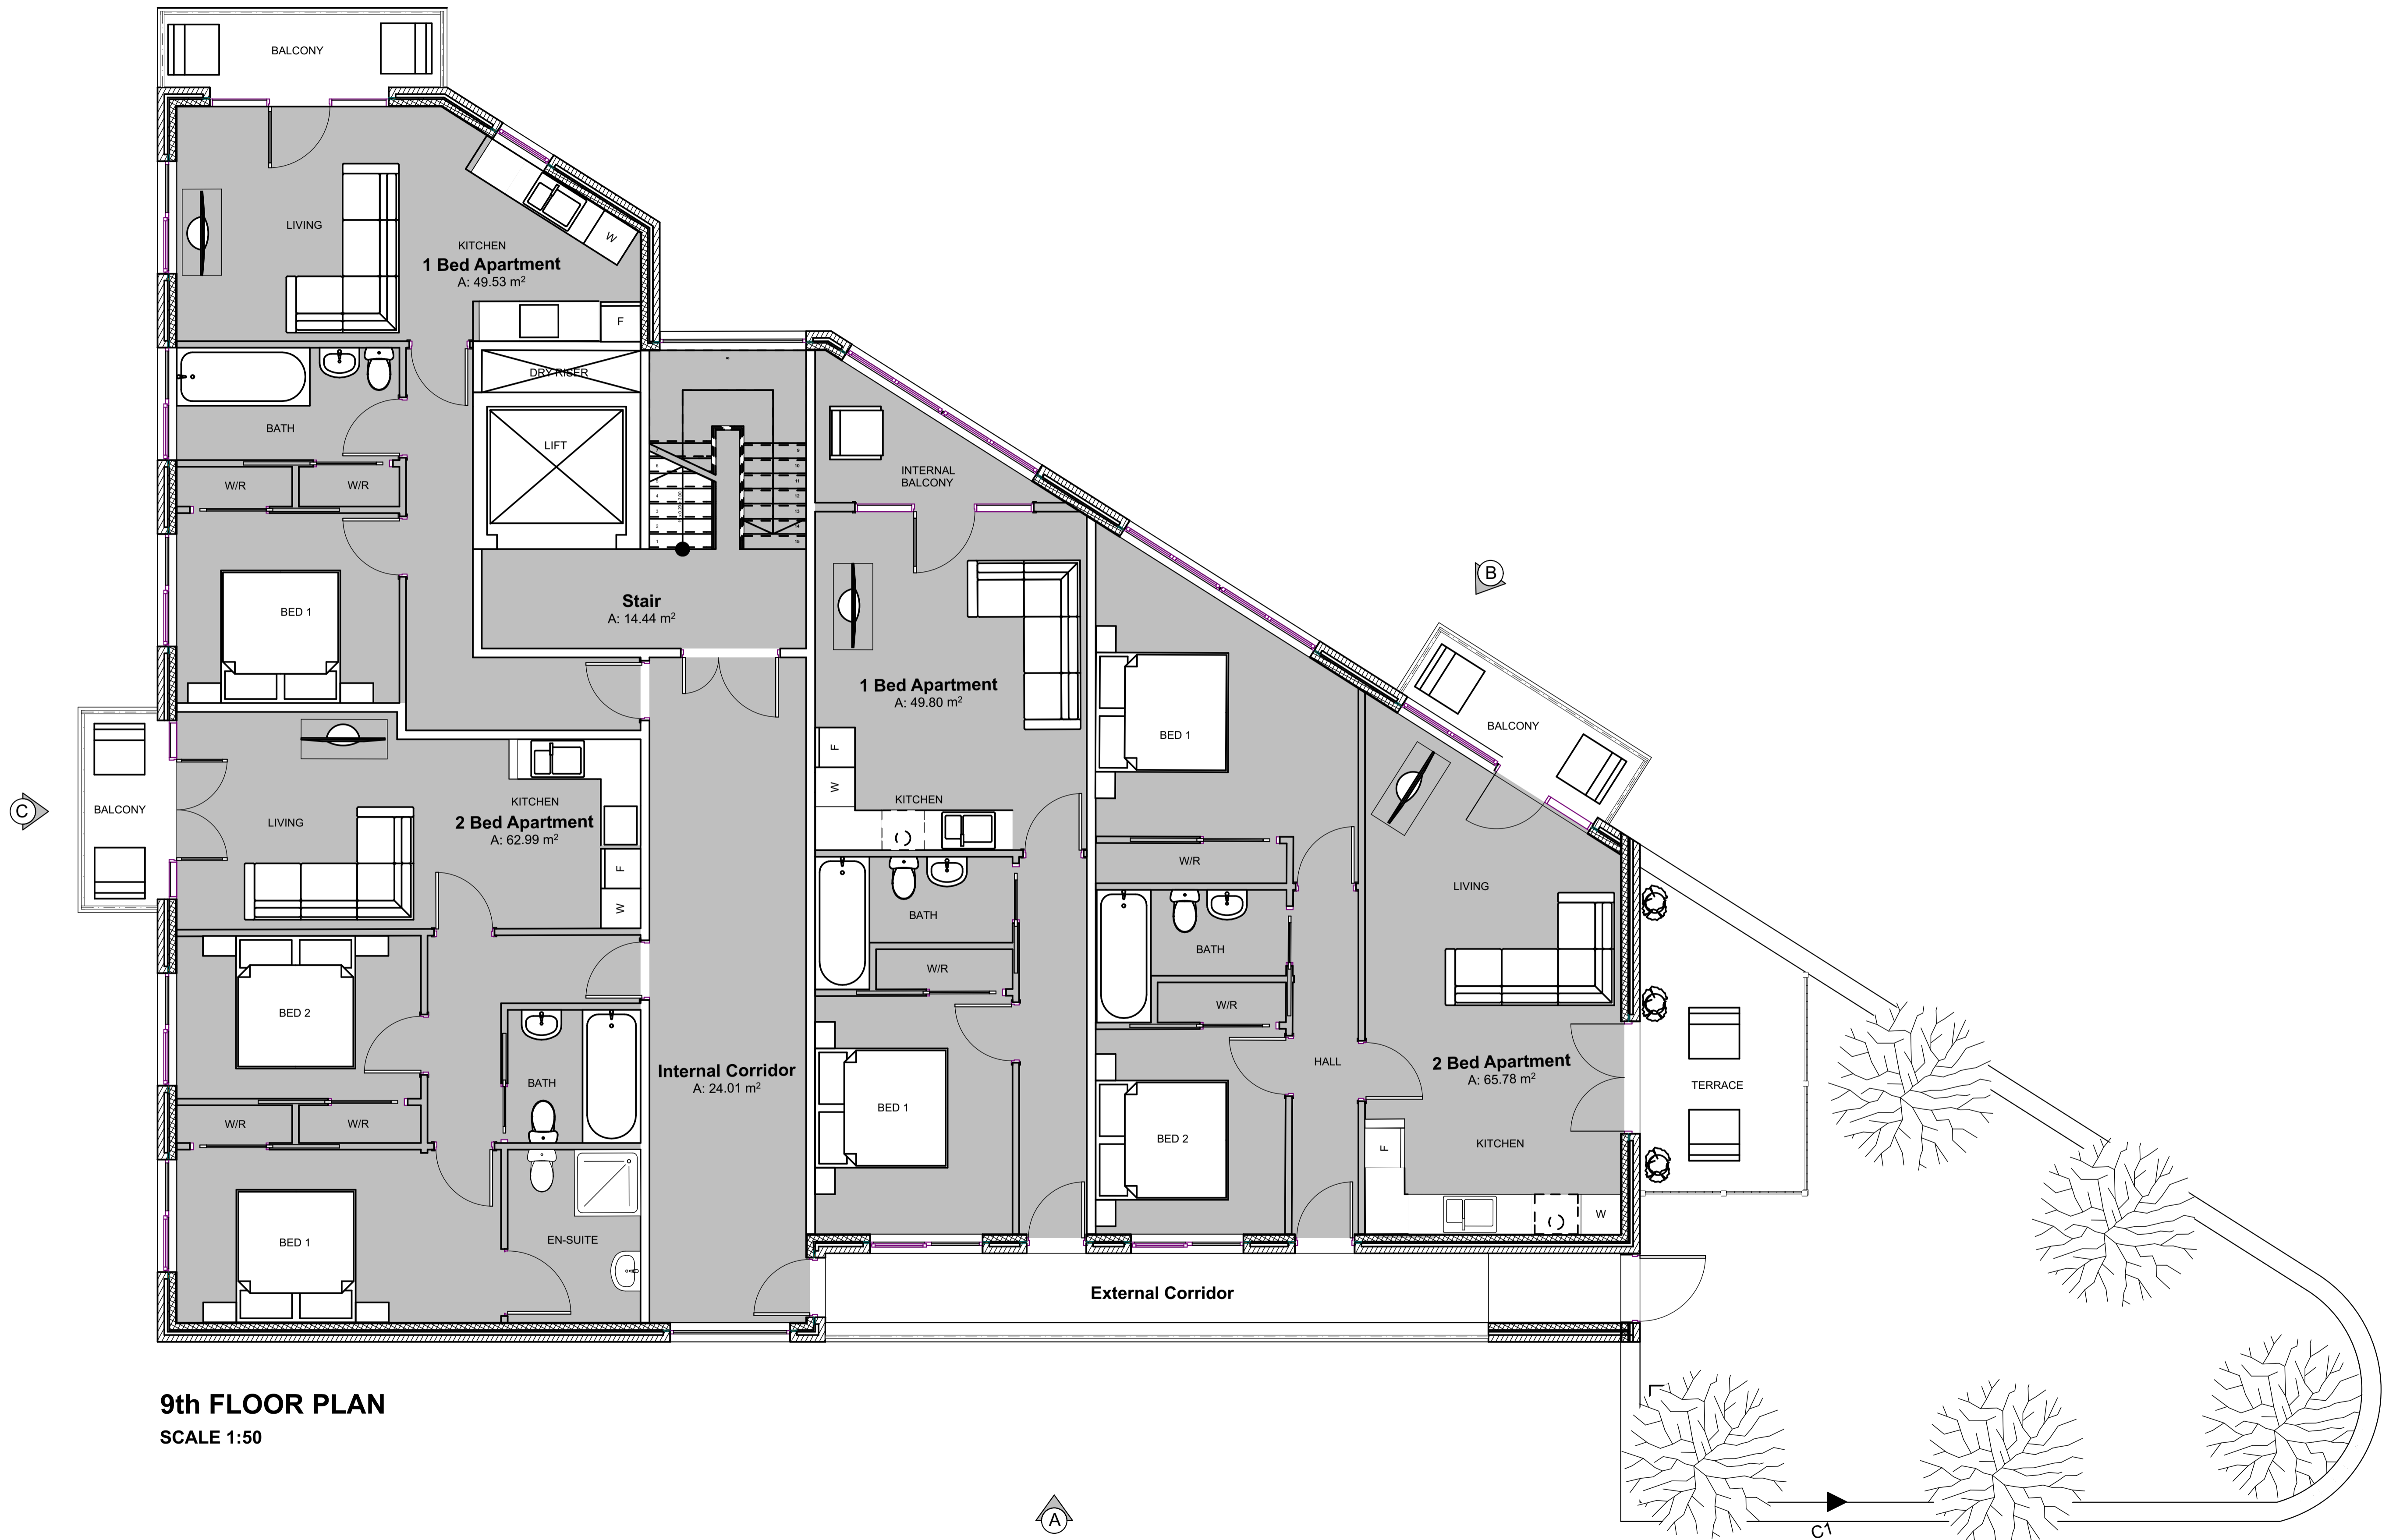 BALCONY
LIVING
KITCHEN
1 Bed Apartment
A: 49.53 m²
W
F
DRY RISER
LIFT
BATH
W/R
W/R
BED 1
Stair
A: 14.44 m²
INTERNAL
BALCONY
1 Bed Apartment
A: 49.80 m²
F
W
KITCHEN
BATH
W/R
BED 1
B
BALCONY
BED 1
W/R
BATH
W/R
BED 2
HALL
LIVING
2 Bed Apartment
A: 65.78 m²
KITCHEN
F
W
TERRACE
C
BALCONY
LIVING
KITCHEN
2 Bed Apartment
A: 62.99 m²
F
W
BED 2
BATH
W/R
W/R
BED 1
EN-SUITE
Internal Corridor
A: 24.01 m²
External Corridor
9th FLOOR PLAN
SCALE 1:50
A
C1